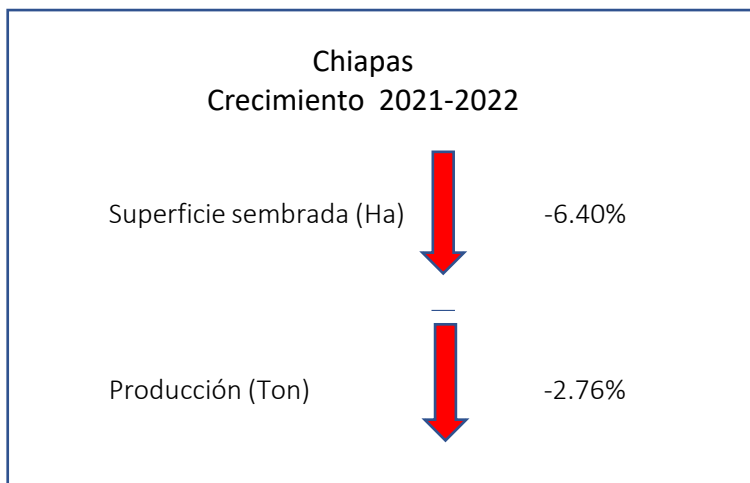 Chiapas
Crecimiento 2021-2022
Superficie sembrada (Ha) -6.40%
Producción (Ton) -2.76%